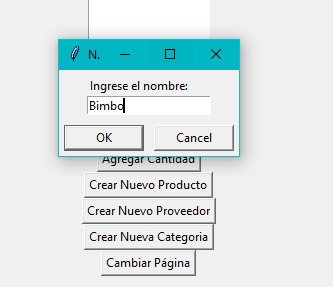 N.
Ingrese el nombre:
Bimbo
OK Cancel
Agregar Cantidad
Crear Nuevo Producto
Crear Nuevo Proveedor
Crear Nueva Categoria
Cambiar Página